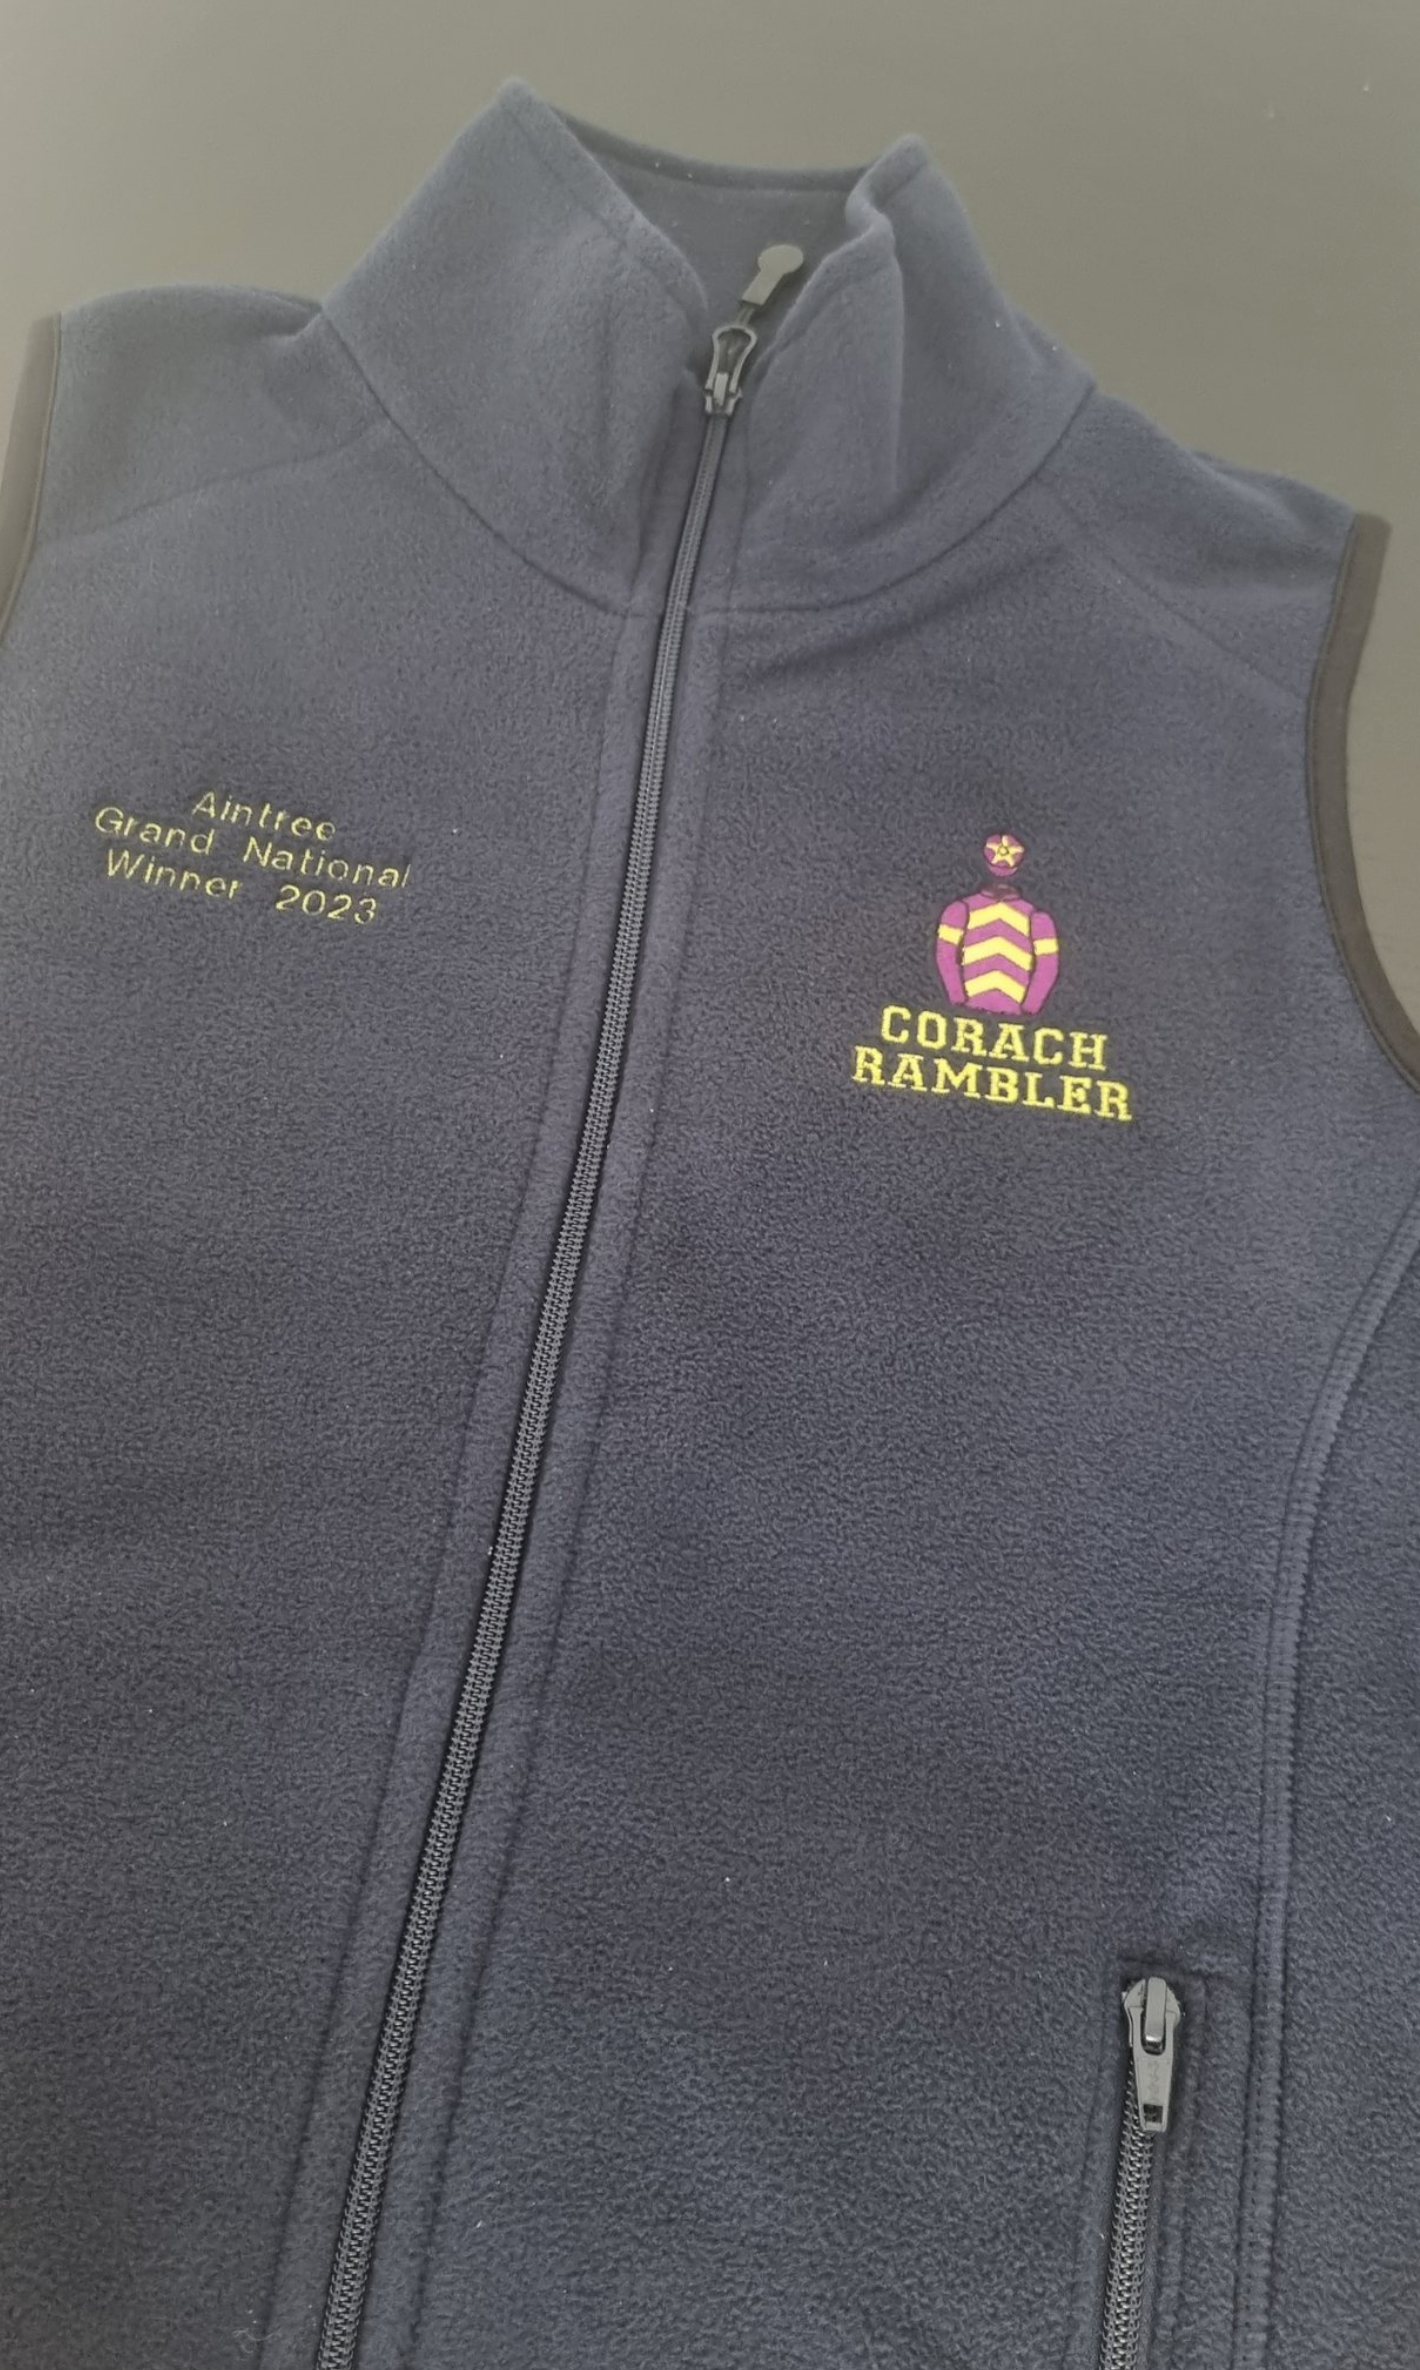 Aintree
Grand National
Winner 2023
CORACH
RAMBLER